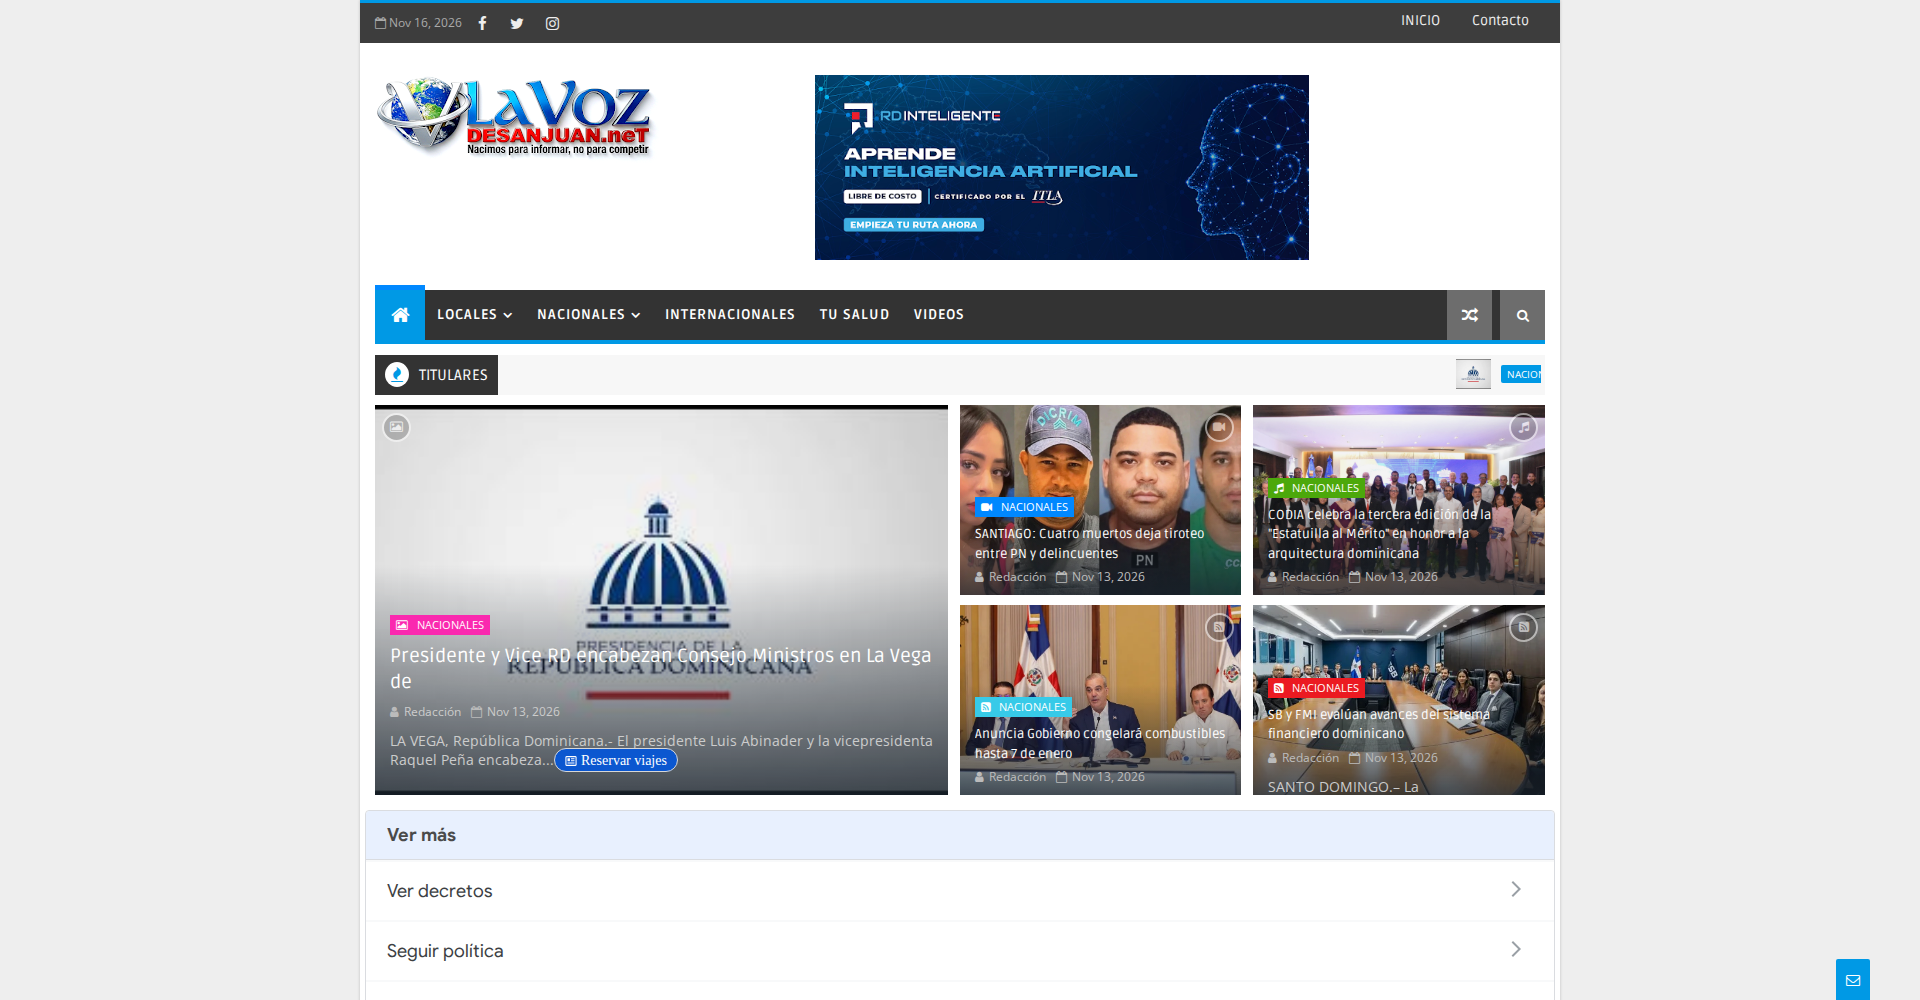 Nov 16, 2026
INICIO
Contacto
LaVoz
DESANJUAN.neT
Nacimos para informar, no para competir
RDINTELIGENTE
APRENDE
INTELIGENCIA ARTIFICIAL
LIBRE DE COSTO
CERTIFICADO POR EL ITLA
EMPIEZA TU RUTA AHORA
LOCALES
NACIONALES
INTERNACIONALES
TU SALUD
VIDEOS
TITULARES
NACION
PRESIDENCIA DE LA
REPÚBLICA DOMINICANA
NACIONALES
Presidente y Vice RD encabezan Consejo Ministros en La Vega
de
Redacción
Nov 13, 2026
LA VEGA, República Dominicana.- El presidente Luis Abinader y la vicepresidenta
Raquel Peña encabeza...
Reservar viajes
DICRIM
PN
NACIONALES
SANTIAGO: Cuatro muertos deja tiroteo
entre PN y delincuentes
Redacción
Nov 13, 2026
NACIONALES
CODIA celebra la tercera edición de la
"Estatuilla al Mérito" en honor a la
arquitectura dominicana
Redacción
Nov 13, 2026
NACIONALES
Anuncia Gobierno congelará combustibles
hasta 7 de enero
Redacción
Nov 13, 2026
SB
NACIONALES
SB y FMI evalúan avances del sistema
financiero dominicano
Redacción
Nov 13, 2026
SANTO DOMINGO.– La
Ver más
Ver decretos
Seguir política